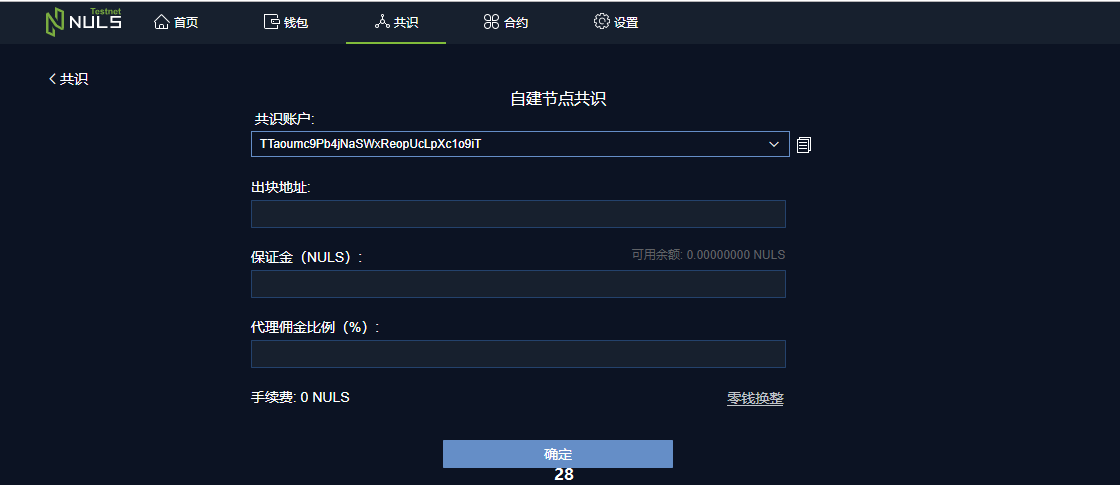 Testnet
NULS 首页 钱包 共识 合约 设置
共识
自建节点共识
共识账户:
TTaoumc9Pb4jNaSWxReopUcLpXc1o9iT
出块地址:
保证金（NULS）: 可用余额: 0.00000000 NULS
代理佣金比例（%）:
手续费: 0 NULS 零钱换整
确定
28